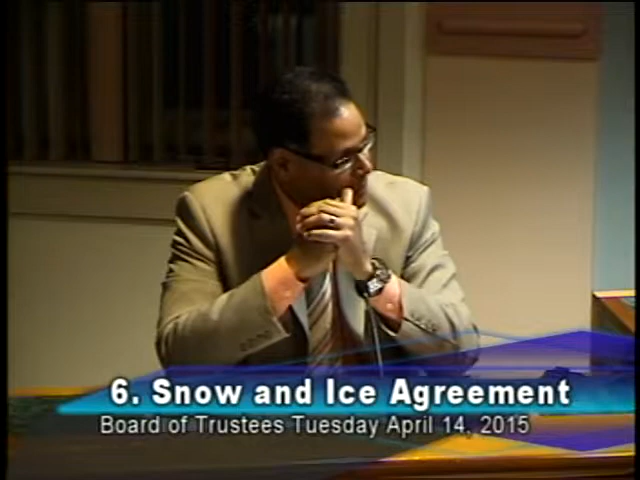 6. Snow and Ice Agreement
Board of Trustees Tuesday April 14, 2015